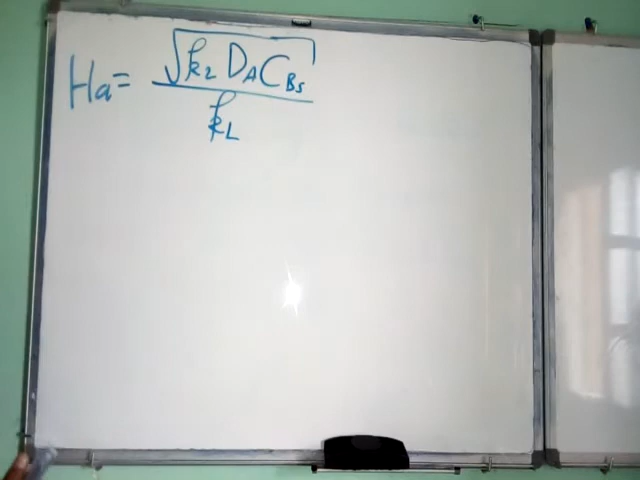 Ha = √(k₂ D_A C_Bs) / k_L